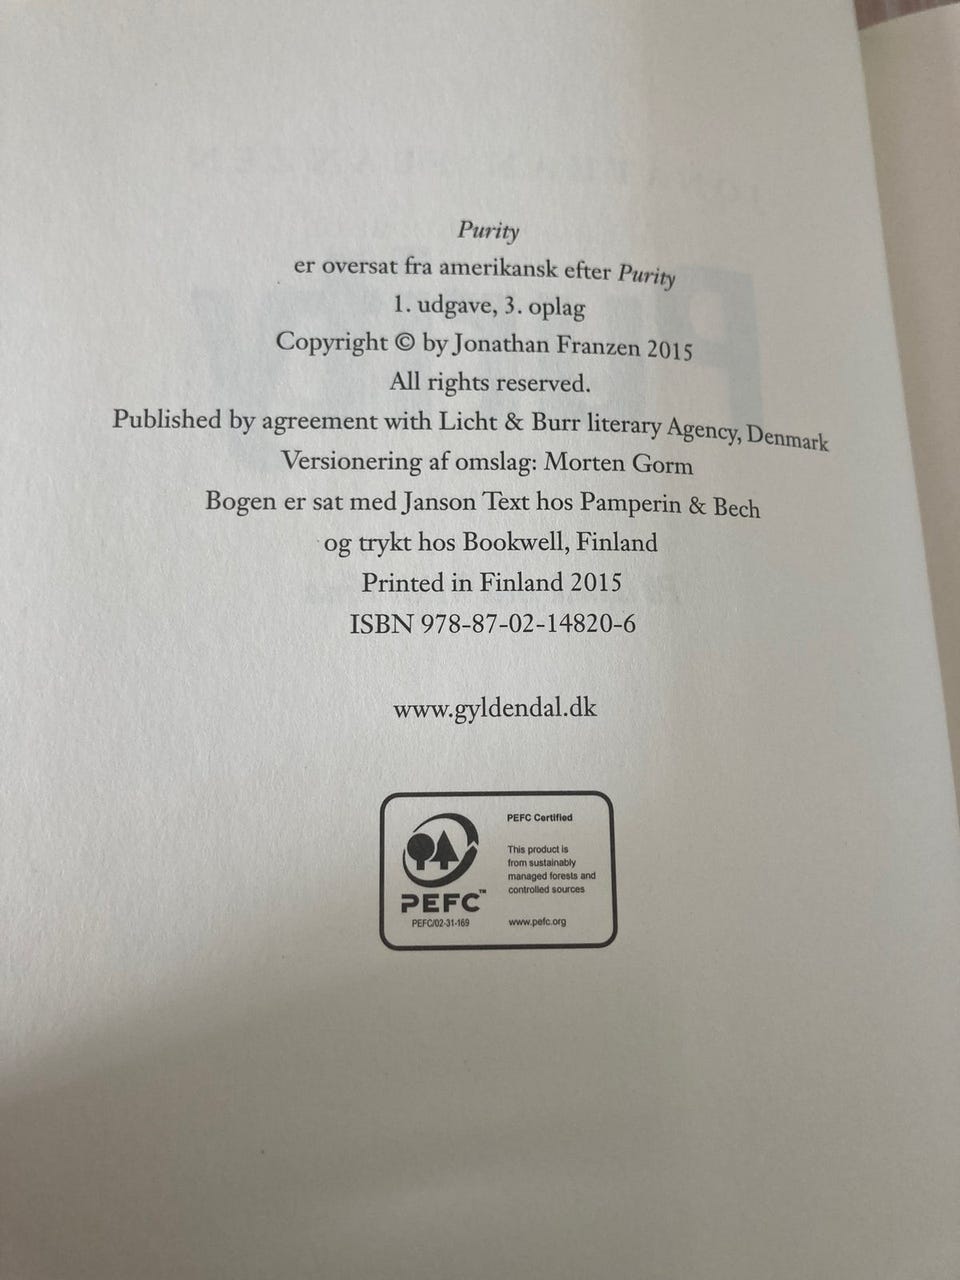 Purity
er oversat fra amerikansk efter Purity
1. udgave, 3. oplag
Copyright © by Jonathan Franzen 2015
All rights reserved.
Published by agreement with Licht & Burr literary Agency, Denmark
Versionering af omslag: Morten Gorm
Bogen er sat med Janson Text hos Pamperin & Bech
og trykt hos Bookwell, Finland
Printed in Finland 2015
ISBN 978-87-02-14820-6
www.gyldendal.dk
PEFC™
PEFC/02-31-169
PEFC Certified
This product is
from sustainably
managed forests and
controlled sources
www.pefc.org